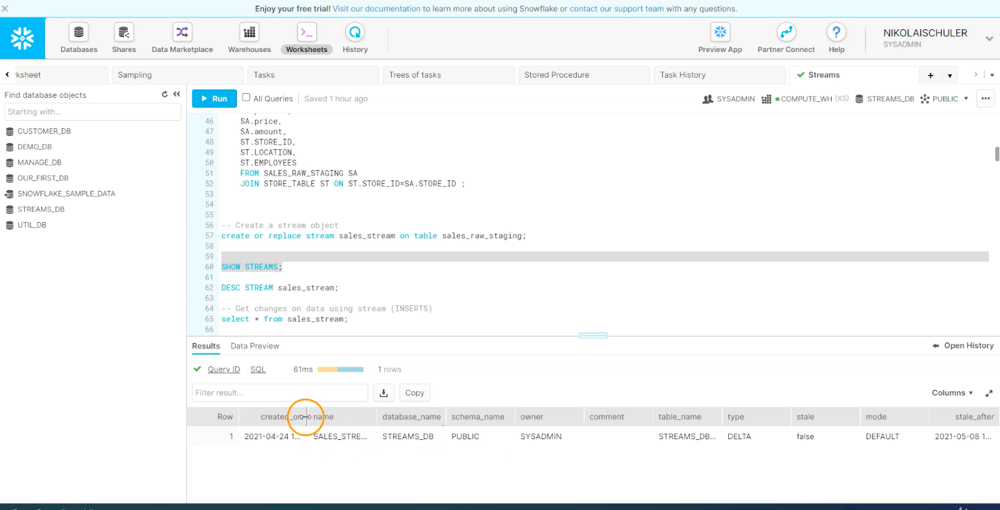 Enjoy your free trial! Visit our documentation to learn more about using Snowflake or contact our support team with any questions.
Databases Shares Data Marketplace Warehouses Worksheets History Preview App Partner Connect Help
NIKOLAISCHULER
SYSADMIN
ksheet Sampling Tasks Trees of tasks Stored Procedure Task History Streams
Find database objects
Starting with...
CUSTOMER_DB
DEMO_DB
MANAGE_DB
OUR_FIRST_DB
SNOWFLAKE_SAMPLE_DATA
STREAMS_DB
UTIL_DB
Run All Queries Saved 1 hour ago SYSADMIN COMPUTE_WH (XS) STREAMS_DB PUBLIC
46 SA.price,
47 SA.amount,
48 ST.STORE_ID,
49 ST.LOCATION,
50 ST.EMPLOYEES
51 FROM SALES_RAW_STAGING SA
52 JOIN STORE_TABLE ST ON ST.STORE_ID=SA.STORE_ID ;
53
54
55
56 -- Create a stream object
57 create or replace stream sales_stream on table sales_raw_staging;
58
59
60 SHOW STREAMS;
61
62 DESC STREAM sales_stream;
63
64 -- Get changes on data using stream (INSERTS)
65 select * from sales_stream;
66
Results Data Preview Open History
Query ID SQL 61ms 1 rows
Filter result... Copy Columns
Row created_on name database_name schema_name owner comment table_name type stale mode stale_after
1 2021-04-24 1... SALES_STRE... STREAMS_DB PUBLIC SYSADMIN STREAMS_DB... DELTA false DEFAULT 2021-05-08 1...